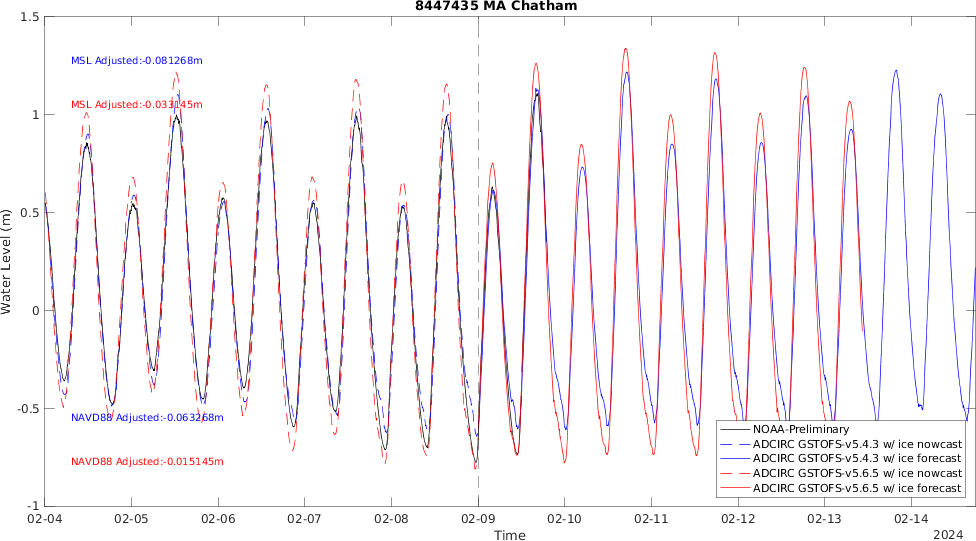 8447435 MA Chatham
1.5
1
0.5
0
-0.5
-1
Water Level (m)
MSL Adjusted:-0.081268m
MSL Adjusted:-0.033145m
NAVD88 Adjusted:-0.063268m
NAVD88 Adjusted:-0.015145m
NOAA-Preliminary
ADCIRC GSTOFS-v5.4.3 w/ ice nowcast
ADCIRC GSTOFS-v5.4.3 w/ ice forecast
ADCIRC GSTOFS-v5.6.5 w/ ice nowcast
ADCIRC GSTOFS-v5.6.5 w/ ice forecast
02-04 02-05 02-06 02-07 02-08 02-09 02-10 02-11 02-12 02-13 02-14
Time
2024